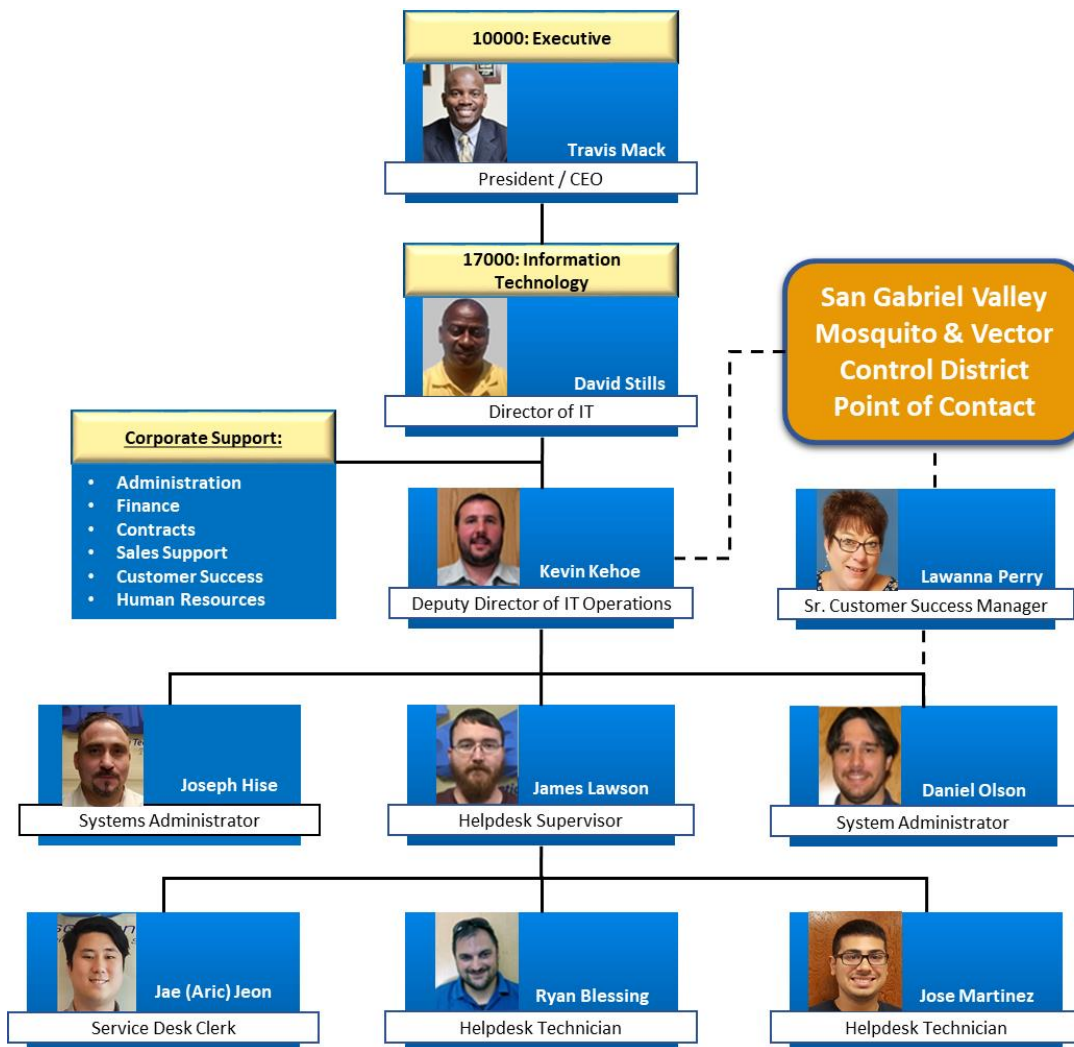 10000: Executive
Travis Mack
President / CEO
17000: Information
Technology
David Stills
Director of IT
San Gabriel Valley
Mosquito & Vector
Control District
Point of Contact
Corporate Support:
• Administration
• Finance
• Contracts
• Sales Support
• Customer Success
• Human Resources
Kevin Kehoe
Deputy Director of IT Operations
Lawanna Perry
Sr. Customer Success Manager
Joseph Hise
Systems Administrator
James Lawson
Helpdesk Supervisor
Daniel Olson
System Administrator
Jae (Aric) Jeon
Service Desk Clerk
Ryan Blessing
Helpdesk Technician
Jose Martinez
Helpdesk Technician